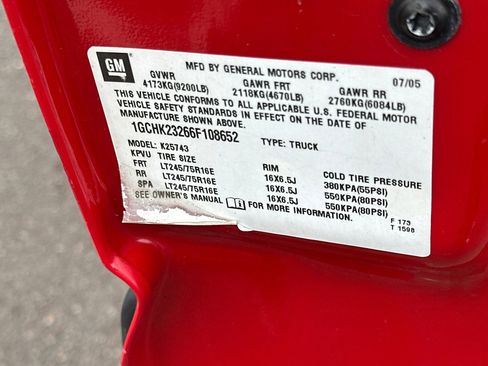 GM
MFD BY GENERAL MOTORS CORP. 07/05
GVWR GAWR FRT GAWR RR
4173KG(9200LB) 2118KG(4670LB) 2760KG(6084LB)
THIS VEHICLE CONFORMS TO ALL APPLICABLE U.S. FEDERAL MOTOR
VEHICLE SAFETY STANDARDS IN EFFECT ON THE DATE OF
MANUFACTURE SHOWN ABOVE.
1GCHK23266F108652 TYPE: TRUCK
MODEL: K25743
KPVU TIRE SIZE RIM COLD TIRE PRESSURE
FRT LT245/75R16E 16X6.5J 380KPA(55PSI)
RR LT245/75R16E 16X6.5J 550KPA(80PSI)
SPA LT245/75R16E 16X6.5J 550KPA(80PSI)
SEE OWNER'S MANUAL FOR MORE INFORMATION.
F 173
T 1598